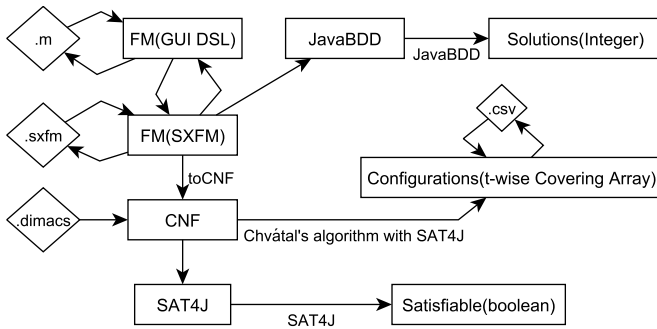 .m
FM(GUI DSL)
JavaBDD
JavaBDD
Solutions(Integer)
.sxfm
FM(SXFM)
.csv
toCNF
Configurations(t-wise Covering Array)
.dimacs
CNF
Chvátal's algorithm with SAT4J
SAT4J
SAT4J
Satisfiable(boolean)